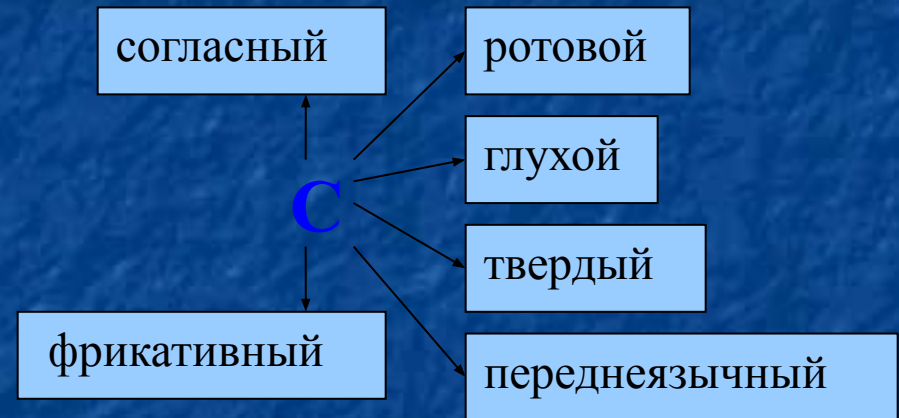 согласный
ротовой
глухой
С
твердый
фрикативный
переднеязычный